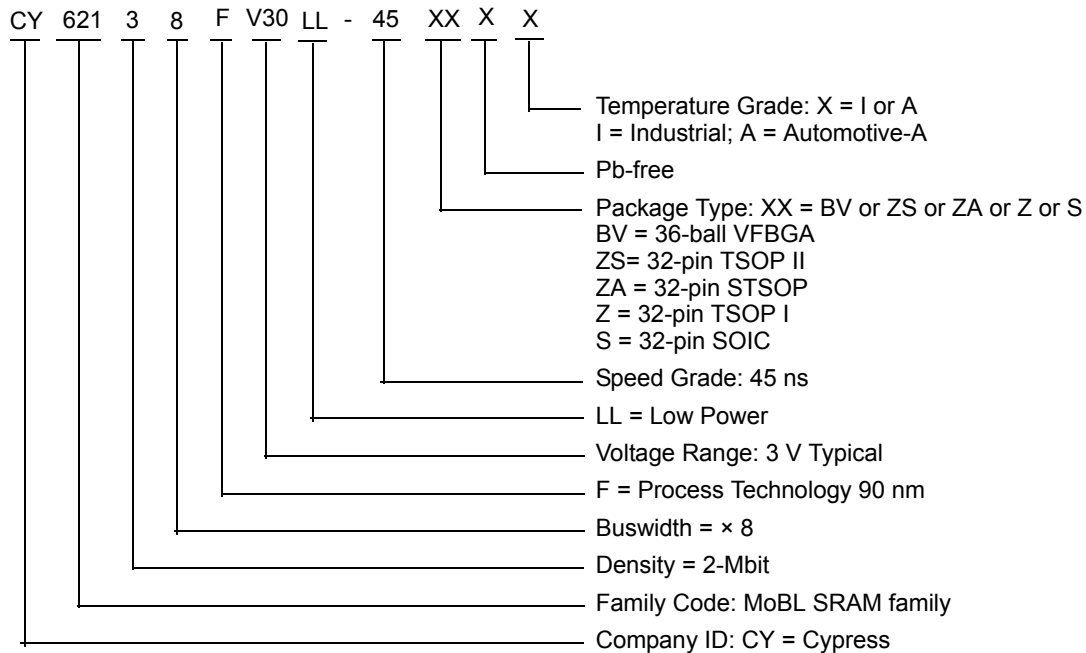 CY 621 3 8 F V30 LL - 45 XX X X
Temperature Grade: X = I or A
I = Industrial; A = Automotive-A
Pb-free
Package Type: XX = BV or ZS or ZA or Z or S
BV = 36-ball VFBGA
ZS= 32-pin TSOP II
ZA = 32-pin STSOP
Z = 32-pin TSOP I
S = 32-pin SOIC
Speed Grade: 45 ns
LL = Low Power
Voltage Range: 3 V Typical
F = Process Technology 90 nm
Buswidth = × 8
Density = 2-Mbit
Family Code: MoBL SRAM family
Company ID: CY = Cypress